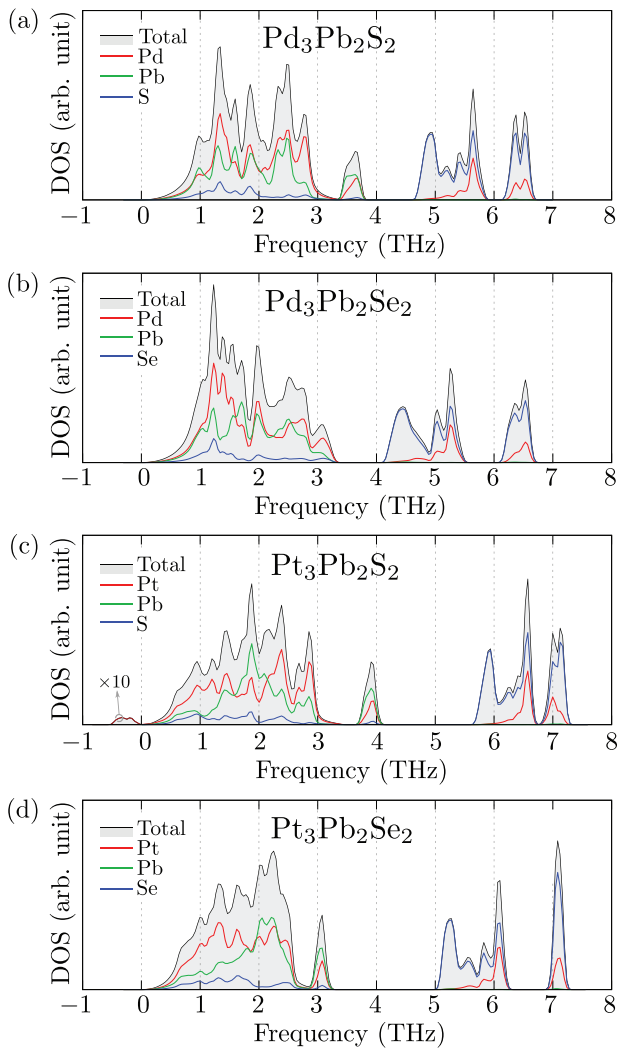 (a)
DOS (arb. unit)
Pd₃Pb₂S₂
Total
Pd
Pb
S
−1 0 1 2 3 4 5 6 7 8
Frequency (THz)
(b)
DOS (arb. unit)
Pd₃Pb₂Se₂
Total
Pd
Pb
Se
−1 0 1 2 3 4 5 6 7 8
Frequency (THz)
(c)
DOS (arb. unit)
Pt₃Pb₂S₂
Total
Pt
Pb
S
×10
−1 0 1 2 3 4 5 6 7 8
Frequency (THz)
(d)
DOS (arb. unit)
Pt₃Pb₂Se₂
Total
Pt
Pb
Se
−1 0 1 2 3 4 5 6 7 8
Frequency (THz)